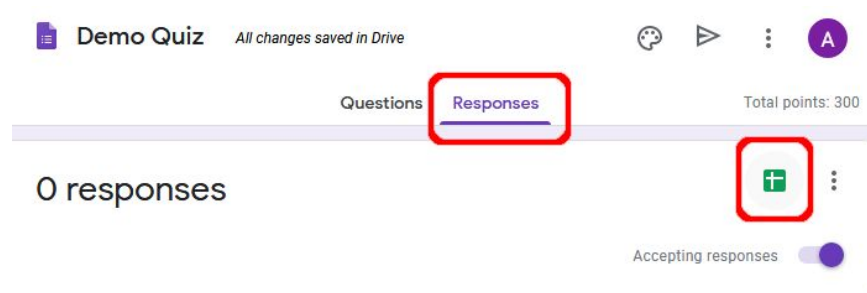 Demo Quiz All changes saved in Drive A
Questions Responses Total points: 300
0 responses
Accepting responses